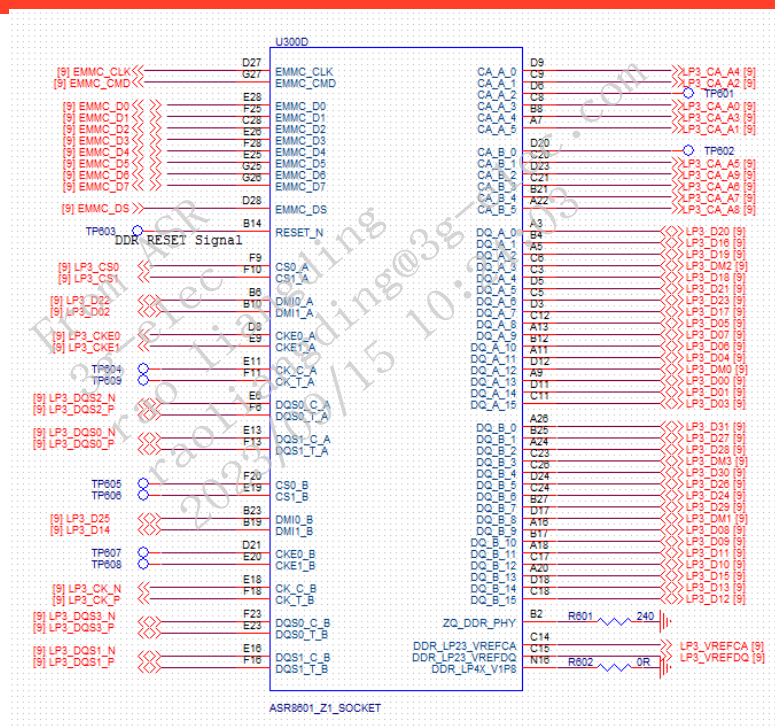 U300D
[9] EMMC_CLK D27 EMMC_CLK
[9] EMMC_CMD G27 EMMC_CMD
[9] EMMC_D0 E28 EMMC_D0
[9] EMMC_D1 F25 EMMC_D1
[9] EMMC_D2 C28 EMMC_D2
[9] EMMC_D3 E26 EMMC_D3
[9] EMMC_D4 F28 EMMC_D4
[9] EMMC_D5 E25 EMMC_D5
[9] EMMC_D6 G25 EMMC_D6
[9] EMMC_D7 G26 EMMC_D7
[9] EMMC_DS D28 EMMC_DS
TP603 B14 RESET_N
DDR RESET Signal
[9] LP3_CS0 F9 CS0_A
[9] LP3_CS1 F10 CS1_A
[9] LP3_D22 B6 DMI0_A
[9] LP3_D02 B10 DMI1_A
[9] LP3_CKE0 D8 CKE0_A
[9] LP3_CKE1 E9 CKE1_A
TP604 E11 CK_C_A
TP609 F11 CK_T_A
[9] LP3_DQS2_N E6 DQS0_C_A
[9] LP3_DQS2_P F6 DQS0_T_A
[9] LP3_DQS0_N E13 DQS1_C_A
[9] LP3_DQS0_P F13 DQS1_T_A
TP605 F20 CS0_B
TP606 E19 CS1_B
[9] LP3_D25 B23 DMI0_B
[9] LP3_D14 B19 DMI1_B
TP607 D21 CKE0_B
TP608 E20 CKE1_B
[9] LP3_CK_N E18 CK_C_B
[9] LP3_CK_P F18 CK_T_B
[9] LP3_DQS3_N F23 DQS0_C_B
[9] LP3_DQS3_P E23 DQS0_T_B
[9] LP3_DQS1_N E16 DQS1_C_B
[9] LP3_DQS1_P F16 DQS1_T_B
CA_A_0 D9 LP3_CA_A4 [9]
CA_A_1 C9 LP3_CA_A2 [9]
CA_A_2 D6 TP601
CA_A_3 C8 LP3_CA_A0 [9]
CA_A_4 B8 LP3_CA_A3 [9]
CA_A_5 A7 LP3_CA_A1 [9]
CA_B_0 D20 TP602
CA_B_1 C20 LP3_CA_A5 [9]
CA_B_2 D23 LP3_CA_A9 [9]
CA_B_3 C21 LP3_CA_A6 [9]
CA_B_4 B21 LP3_CA_A7 [9]
CA_B_5 A22 LP3_CA_A8 [9]
DQ_A_0 A3 LP3_D20 [9]
DQ_A_1 B4 LP3_D16 [9]
DQ_A_2 A5 LP3_D19 [9]
DQ_A_3 C6 LP3_DM2 [9]
DQ_A_4 C3 LP3_D18 [9]
DQ_A_5 D5 LP3_D21 [9]
DQ_A_6 C5 LP3_D23 [9]
DQ_A_7 D3 LP3_D17 [9]
DQ_A_8 C12 LP3_D05 [9]
DQ_A_9 A13 LP3_D07 [9]
DQ_A_10 B12 LP3_D06 [9]
DQ_A_11 A11 LP3_D04 [9]
DQ_A_12 D12 LP3_DM0 [9]
DQ_A_13 A9 LP3_D00 [9]
DQ_A_14 D11 LP3_D01 [9]
DQ_A_15 C11 LP3_D03 [9]
DQ_B_0 A26 LP3_D31 [9]
DQ_B_1 B25 LP3_D27 [9]
DQ_B_2 A24 LP3_D28 [9]
DQ_B_3 C23 LP3_DM3 [9]
DQ_B_4 C26 LP3_D30 [9]
DQ_B_5 D24 LP3_D26 [9]
DQ_B_6 C24 LP3_D24 [9]
DQ_B_7 B27 LP3_D29 [9]
DQ_B_8 D17 LP3_DM1 [9]
DQ_B_9 A16 LP3_D08 [9]
DQ_B_10 B17 LP3_D09 [9]
DQ_B_11 A18 LP3_D11 [9]
DQ_B_12 C17 LP3_D10 [9]
DQ_B_13 A20 LP3_D15 [9]
DQ_B_14 D18 LP3_D13 [9]
DQ_B_15 C18 LP3_D12 [9]
ZQ_DDR_PHY B2 R601 240
DDR_LP23_VREFCA C14 LP3_VREFCA [9]
DDR_LP23_VREFDQ C15 LP3_VREFDQ [9]
DDR_LP4X_V1P8 N16 R602 0R
ASR8601_Z1_SOCKET
From ASR
3g-elec
rao liangding
raoliangding@3g-elec.com
2023/09/15